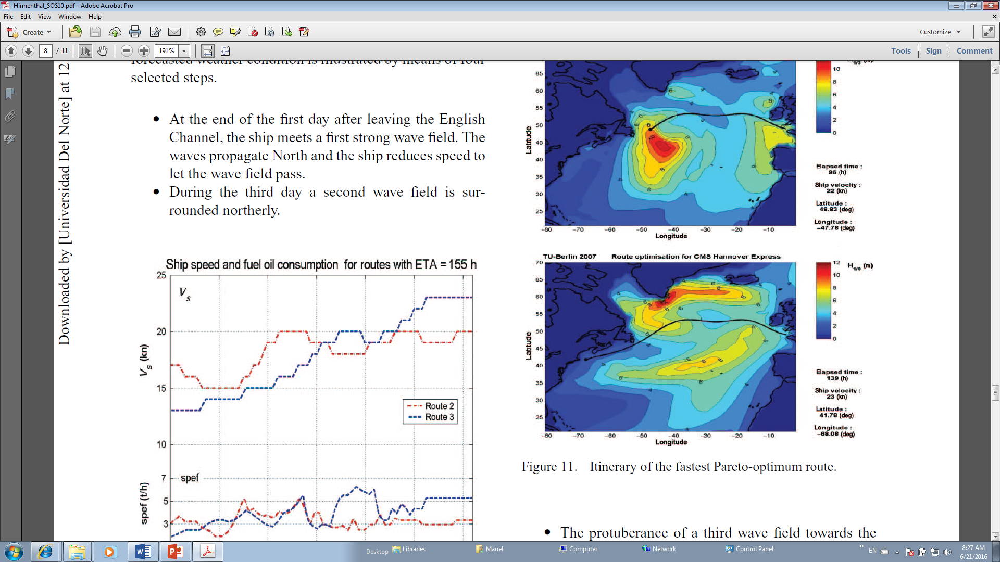 Hinnenthal_SOS10.pdf - Adobe Acrobat Pro
File Edit View Window Help
Create
Customize
8 / 11
191%
Tools Sign Comment
Downloaded by [Universidad Del Norte] at 12
forecasted weather condition is illustrated by means of four
selected steps.
• At the end of the first day after leaving the English
Channel, the ship meets a first strong wave field. The
waves propagate North and the ship reduces speed to
let the wave field pass.
• During the third day a second wave field is sur-
rounded northerly.
Ship speed and fuel oil consumption for routes with ETA = 155 h
25
Vs
20
Vs (kn)
15
Route 2
Route 3
10
7
spef
spef (t/h)
5
3
H1/3 (m)
10
8
6
4
2
0
65
60
55
50
45
40
35
30
25
Latitude
-80 -70 -60 -50 -40 -30 -20 -10
Longitude
Elapsed time :
96 (h)
Ship velocity :
22 (kn)
Latitude :
48.83 (deg)
Longitude :
-47.78 (deg)
TU-Berlin 2007 Route optimisation for CMS Hannover Express
70
65
60
55
50
45
40
35
30
25
Latitude
-80 -70 -60 -50 -40 -30 -20 -10
Longitude
12
10
8
6
4
2
0
H1/3 (m)
Elapsed time :
139 (h)
Ship velocity :
23 (kn)
Latitude :
41.78 (deg)
Longitude :
-68.08 (deg)
Figure 11. Itinerary of the fastest Pareto-optimum route.
• The protuberance of a third wave field towards the
Desktop Libraries Manel Computer Network Control Panel
EN
8:27 AM
6/21/2016